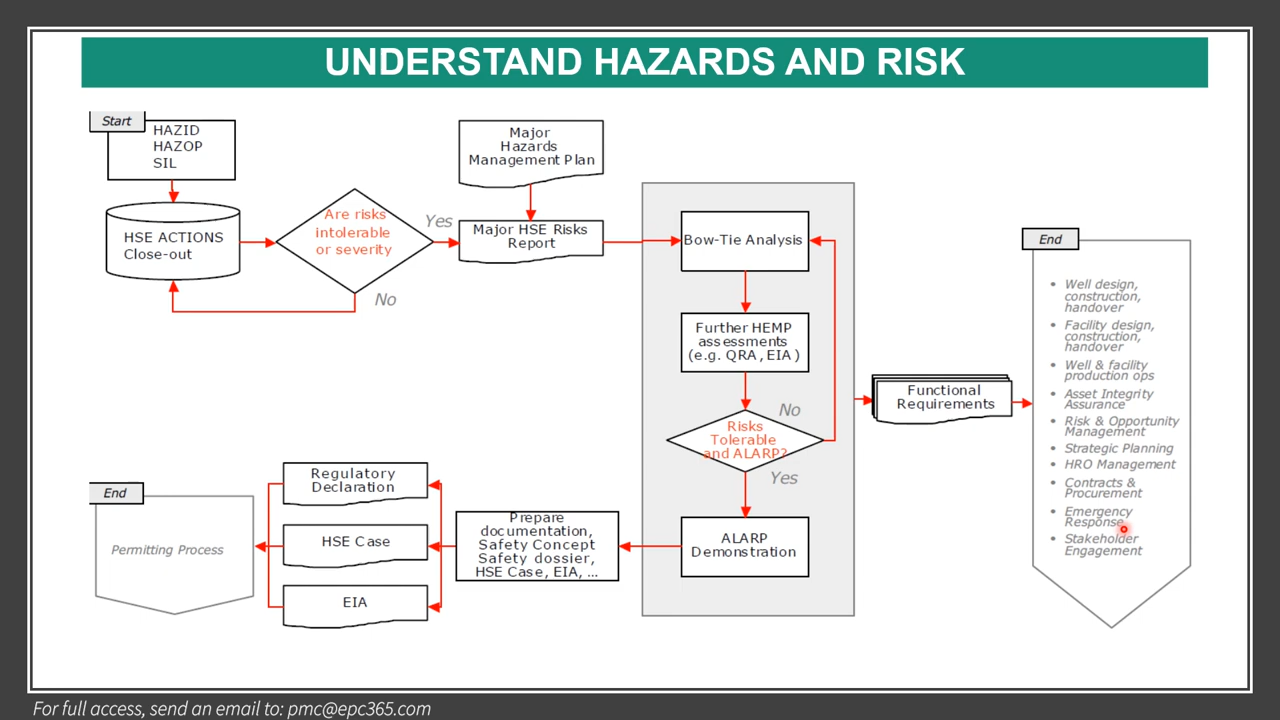 UNDERSTAND HAZARDS AND RISK
Start
HAZID
HAZOP
SIL
HSE ACTIONS
Close-out
Are risks
intolerable
or severity
Yes
No
Major
Hazards
Management Plan
Major HSE Risks
Report
Bow-Tie Analysis
Further HEMP
assessments
(e.g. QRA, EIA)
No
Risks
Tolerable
and ALARP?
Yes
ALARP
Demonstration
Functional
Requirements
End
• Well design,
construction,
handover
• Facility design,
construction,
handover
• Well & facility
production ops
• Asset Integrity
Assurance
• Risk & Opportunity
Management
• Strategic Planning
• HRO Management
• Contracts &
Procurement
• Emergency
Response
• Stakeholder
Engagement
Prepare
documentation,
Safety Concept
Safety dossier,
HSE Case, EIA, ...
Regulatory
Declaration
HSE Case
EIA
End
Permitting Process
For full access, send an email to: pmc@epc365.com